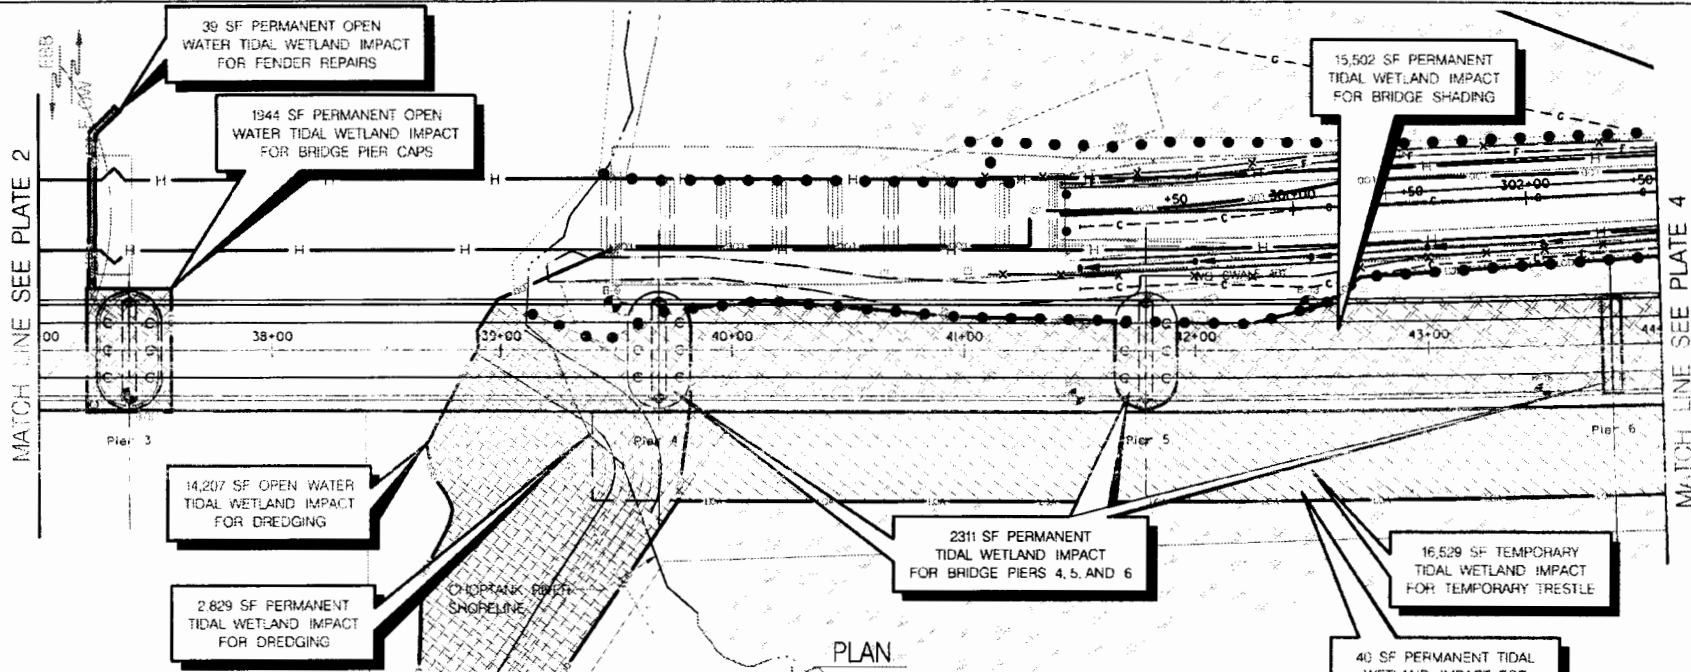 39 SF PERMANENT OPEN
WATER TIDAL WETLAND IMPACT
FOR FENDER REPAIRS
EBB
FLOW
1944 SF PERMANENT OPEN
WATER TIDAL WETLAND IMPACT
FOR BRIDGE PIER CAPS
15,502 SF PERMANENT
TIDAL WETLAND IMPACT
FOR BRIDGE SHADING
MATCH LINE SEE PLATE 2
MATCH LINE SEE PLATE 4
+50
+50
302+00
+50
00
38+00
39+00
40+00
41+00
42+00
43+00
44
Pier 3
Pier 4
Pier 5
Pier 6
14,207 SF OPEN WATER
TIDAL WETLAND IMPACT
FOR DREDGING
2,829 SF PERMANENT
TIDAL WETLAND IMPACT
FOR DREDGING
CHOPTANK RIVER
SHORELINE
2311 SF PERMANENT
TIDAL WETLAND IMPACT
FOR BRIDGE PIERS 4, 5, AND 6
16,529 SF TEMPORARY
TIDAL WETLAND IMPACT
FOR TEMPORARY TRESTLE
40 SF PERMANENT TIDAL
WETLAND IMPACT FOR
PLAN